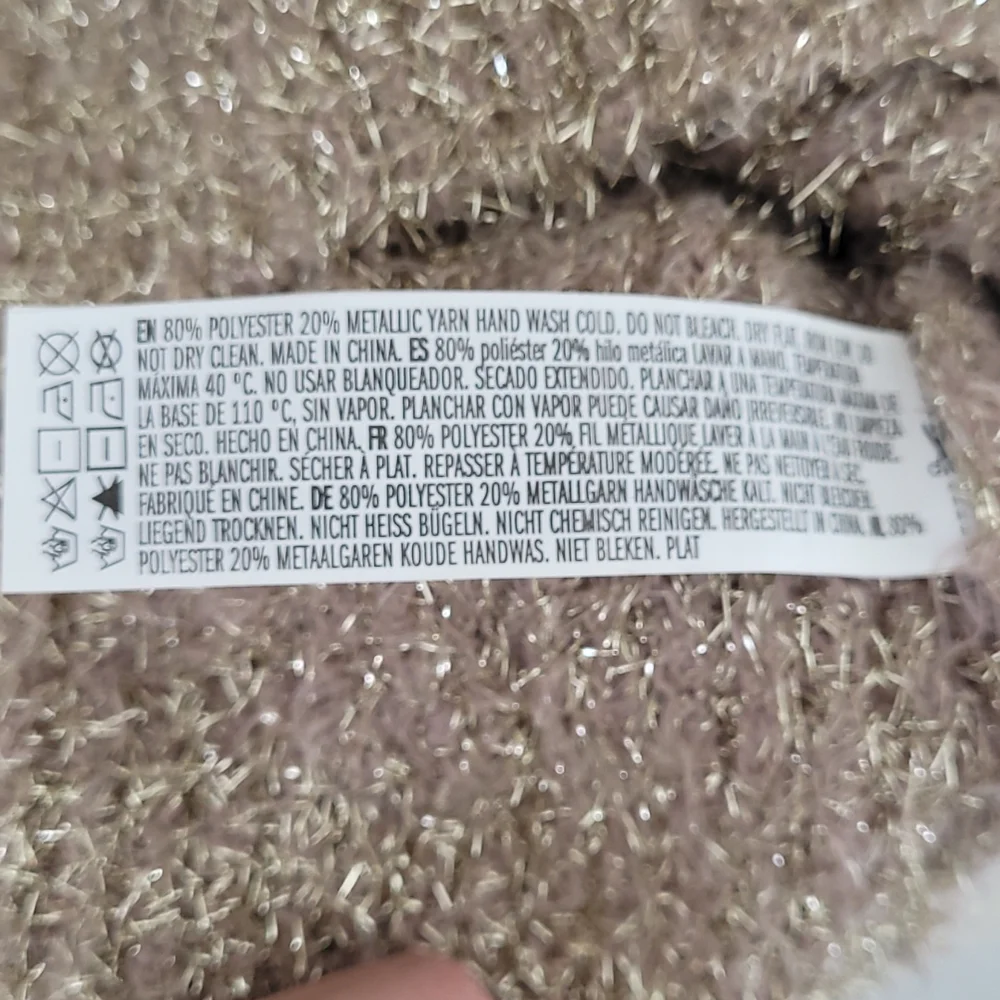 EN 80% POLYESTER 20% METALLIC YARN HAND WASH COLD. DO NOT BLEACH. DRY FLAT. IRON LOW. DO
NOT DRY CLEAN. MADE IN CHINA. ES 80% poliéster 20% hilo metálica LAVAR A MANO. TEMPERATURA
MÁXIMA 40 °C. NO USAR BLANQUEADOR. SECADO EXTENDIDO. PLANCHAR A UNA TEMPERATURA MÁXIMA DE
LA BASE DE 110 °C, SIN VAPOR. PLANCHAR CON VAPOR PUEDE CAUSAR DAÑO IRREVERSIBLE. NO LIMPIEZA
EN SECO. HECHO EN CHINA. FR 80% POLYESTER 20% FIL MÉTALLIQUE LAVER À LA MAIN À L'EAU FROIDE.
NE PAS BLANCHIR. SÉCHER À PLAT. REPASSER À TEMPÉRATURE MODÉRÉE. NE PAS NETTOYER À SEC.
FABRIQUÉ EN CHINE. DE 80% POLYESTER 20% METALLGARN HANDWÄSCHE KALT. NICHT BLEICHEN.
LIEGEND TROCKNEN. NICHT HEISS BÜGELN. NICHT CHEMISCH REINIGEN. HERGESTELLT IN CHINA. NL 80%
POLYESTER 20% METAALGAREN KOUDE HANDWAS. NIET BLEKEN. PLAT